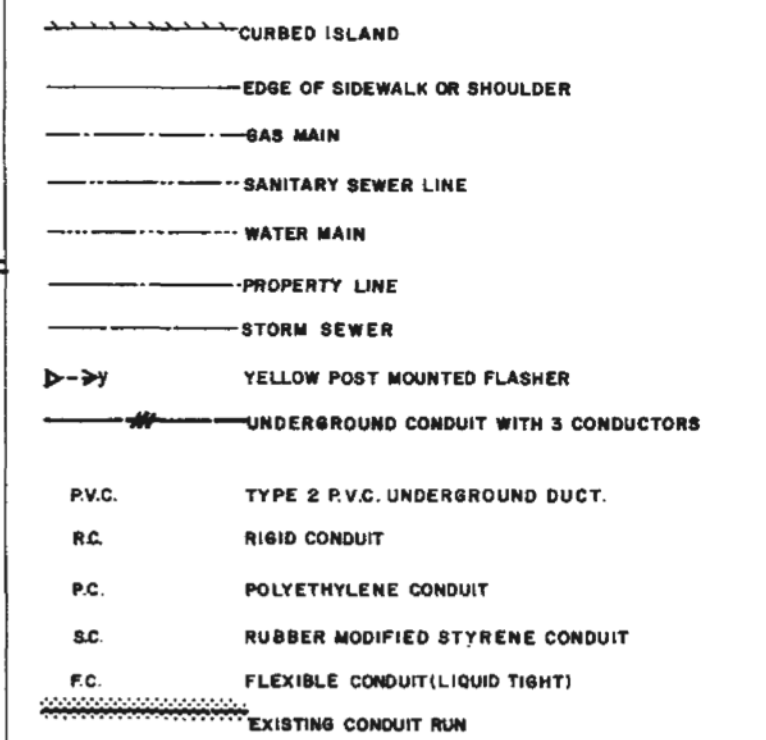 CURBED ISLAND
EDGE OF SIDEWALK OR SHOULDER
GAS MAIN
SANITARY SEWER LINE
WATER MAIN
PROPERTY LINE
STORM SEWER
y YELLOW POST MOUNTED FLASHER
UNDERGROUND CONDUIT WITH 3 CONDUCTORS
P.V.C. TYPE 2 P.V.C. UNDERGROUND DUCT.
R.C. RIGID CONDUIT
P.C. POLYETHYLENE CONDUIT
S.C. RUBBER MODIFIED STYRENE CONDUIT
F.C. FLEXIBLE CONDUIT(LIQUID TIGHT)
EXISTING CONDUIT RUN